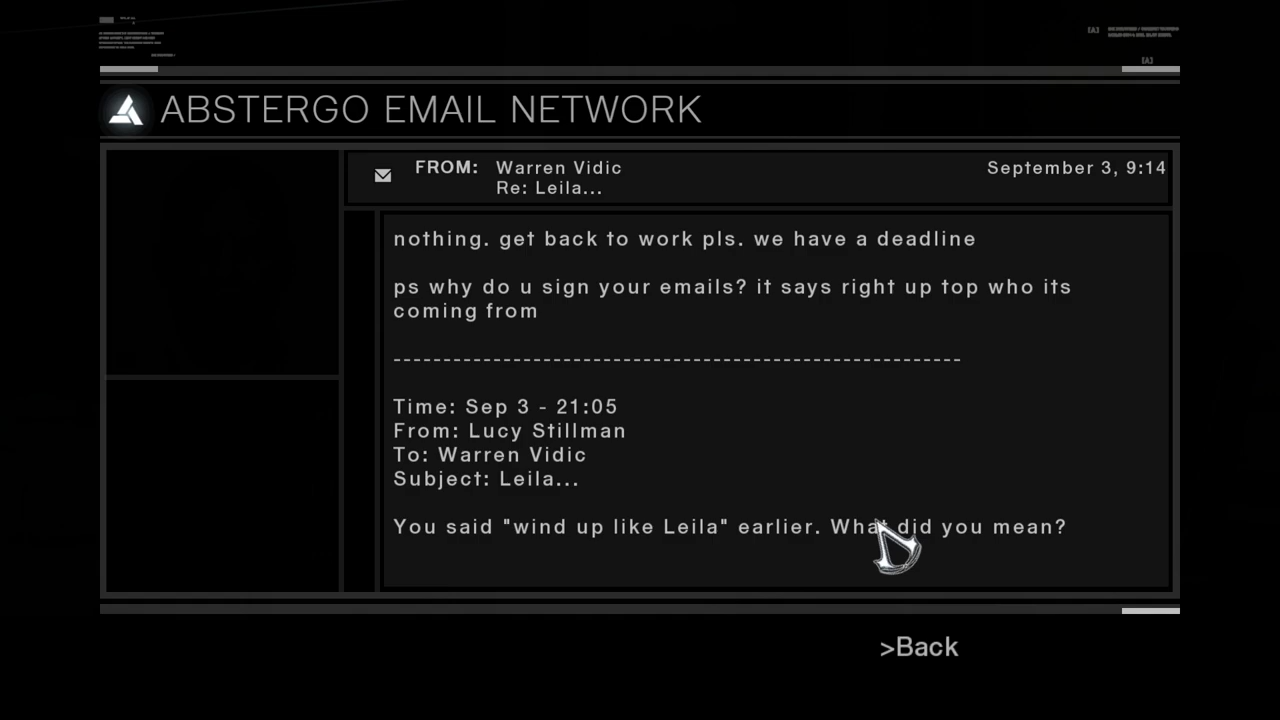 [A]
[A]
ABSTERGO EMAIL NETWORK
FROM: Warren Vidic September 3, 9:14
Re: Leila...
nothing. get back to work pls. we have a deadline
ps why do u sign your emails? it says right up top who its
coming from
---------------------------------------------------------
Time: Sep 3 - 21:05
From: Lucy Stillman
To: Warren Vidic
Subject: Leila...
You said "wind up like Leila" earlier. What did you mean?
>Back